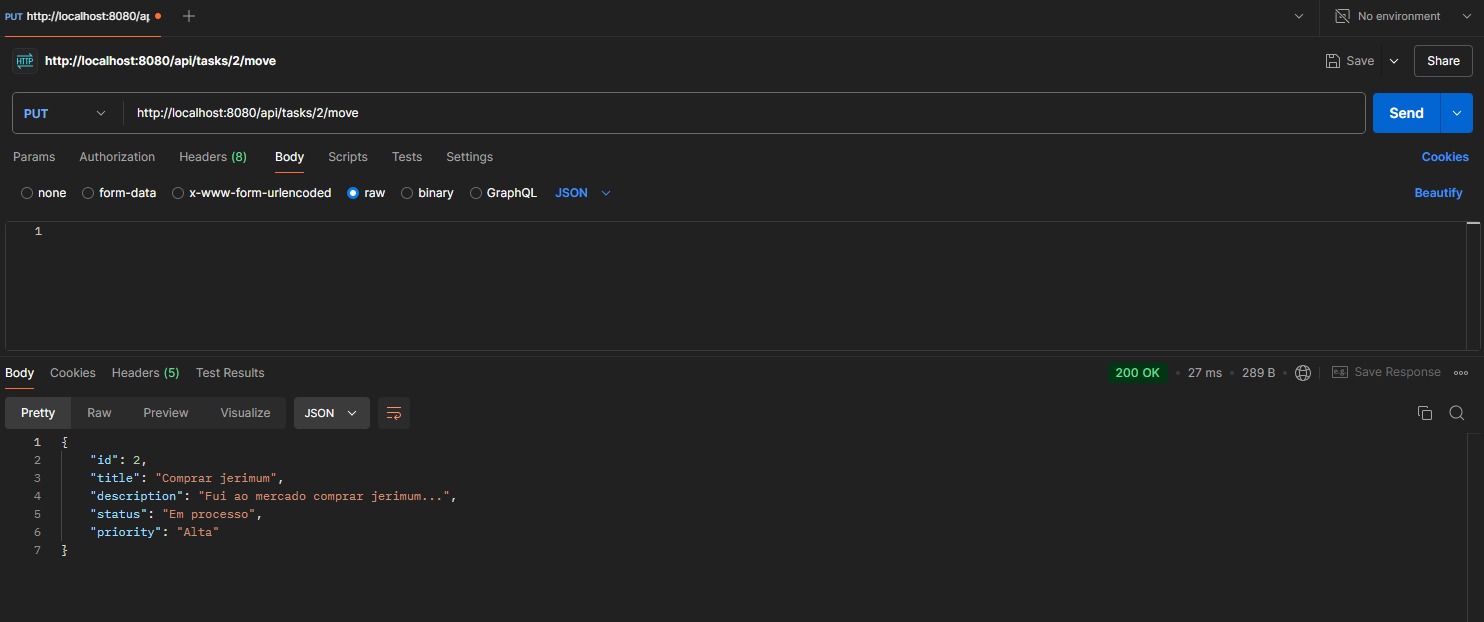 PUT http://localhost:8080/ap
No environment
HTTP http://localhost:8080/api/tasks/2/move
Save
Share
PUT
http://localhost:8080/api/tasks/2/move
Send
Params Authorization Headers (8) Body Scripts Tests Settings
Cookies
none form-data x-www-form-urlencoded raw binary GraphQL JSON
Beautify
1
Body Cookies Headers (5) Test Results
200 OK • 27 ms • 289 B •
e.g. Save Response
Pretty Raw Preview Visualize JSON
1 {
2 "id": 2,
3 "title": "Comprar jerimum",
4 "description": "Fui ao mercado comprar jerimum...",
5 "status": "Em processo",
6 "priority": "Alta"
7 }